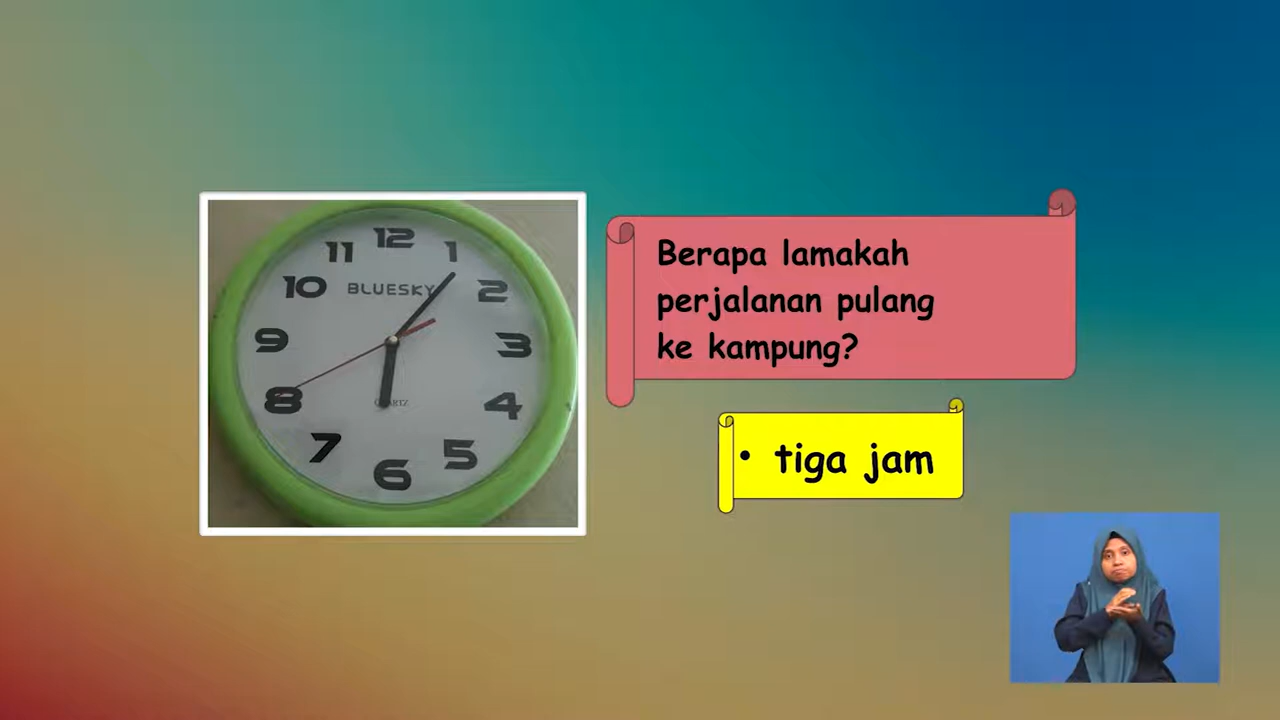 12
11
1
10
BLUESKY
2
9
3
8
QUARTZ
4
7
5
6
Berapa lamakah
perjalanan pulang
ke kampung?
• tiga jam